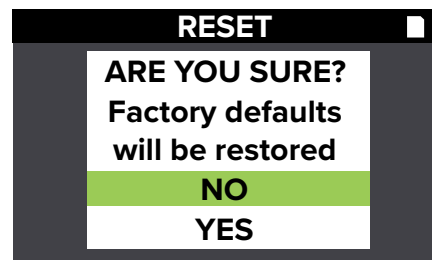 RESET
ARE YOU SURE?
Factory defaults
will be restored
NO
YES